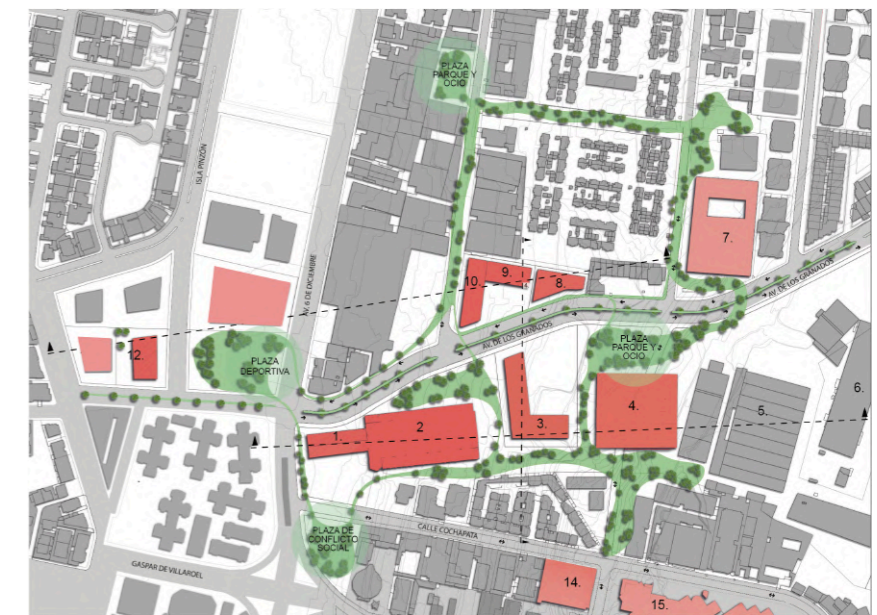 PLAZA
PARQUE Y
OCIO
ISLA PINZÓN
AV. 6 DE DICIEMBRE
7.
9.
10.
8.
AV. DE LOS GRANADOS
AV. DE LOS GRANADOS
12.
PLAZA
DEPORTIVA
PLAZA
PARQUE Y
OCIO
6.
5.
4.
3.
2
1.
PLAZA DE
CONFLICTO
SOCIAL
CALLE COCHAPATA
GASPAR DE VILLAROEL
14.
15.